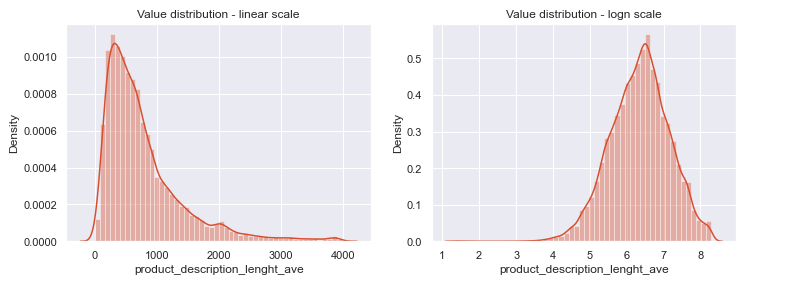 Value distribution - linear scale
Density
0.0010
0.0008
0.0006
0.0004
0.0002
0.0000
0 1000 2000 3000 4000
product_description_lenght_ave
Value distribution - logn scale
Density
0.5
0.4
0.3
0.2
0.1
0.0
1 2 3 4 5 6 7 8
product_description_lenght_ave